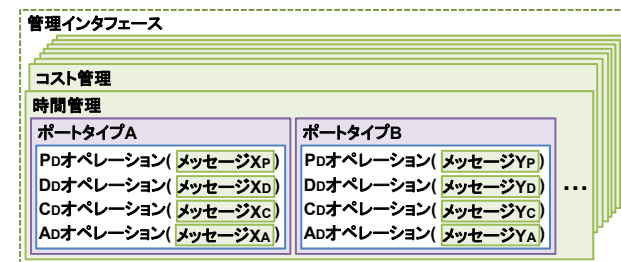 管理インタフェース
コスト管理
時間管理
ポートタイプA
PDオペレーション(メッセージXP)
DDオペレーション(メッセージXD)
CDオペレーション(メッセージXC)
ADオペレーション(メッセージXA)
ポートタイプB
PDオペレーション(メッセージYP)
DDオペレーション(メッセージYD)
CDオペレーション(メッセージYC)
ADオペレーション(メッセージYA)
…